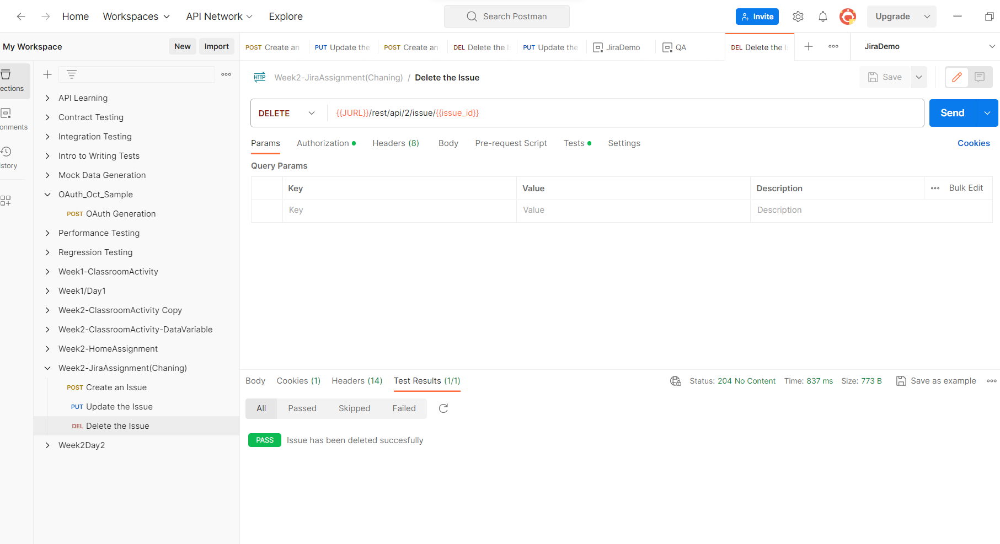 Home Workspaces API Network Explore Search Postman Invite Upgrade
My Workspace New Import
POST Create an PUT Update the POST Create an DEL Delete the PUT Update the JiraDemo QA DEL Delete the JiraDemo
ections
onments
istory
API Learning
Contract Testing
Integration Testing
Intro to Writing Tests
Mock Data Generation
OAuth_Oct_Sample
POST OAuth Generation
Performance Testing
Regression Testing
Week1-ClassroomActivity
Week1/Day1
Week2-ClassroomActivity Copy
Week2-ClassroomActivity-DataVariable
Week2-HomeAssignment
Week2-JiraAssignment(Chaning)
POST Create an Issue
PUT Update the Issue
DEL Delete the Issue
Week2Day2
HTTP Week2-JiraAssignment(Chaning) / Delete the Issue Save
DELETE {{JURL}}/rest/api/2/issue/{{issue_id}} Send
Params Authorization Headers (8) Body Pre-request Script Tests Settings Cookies
Query Params
Key Value Description Bulk Edit
Key Value Description
Body Cookies (1) Headers (14) Test Results (1/1) Status: 204 No Content Time: 837 ms Size: 773 B Save as example
All Passed Skipped Failed
PASS Issue has been deleted succesfully